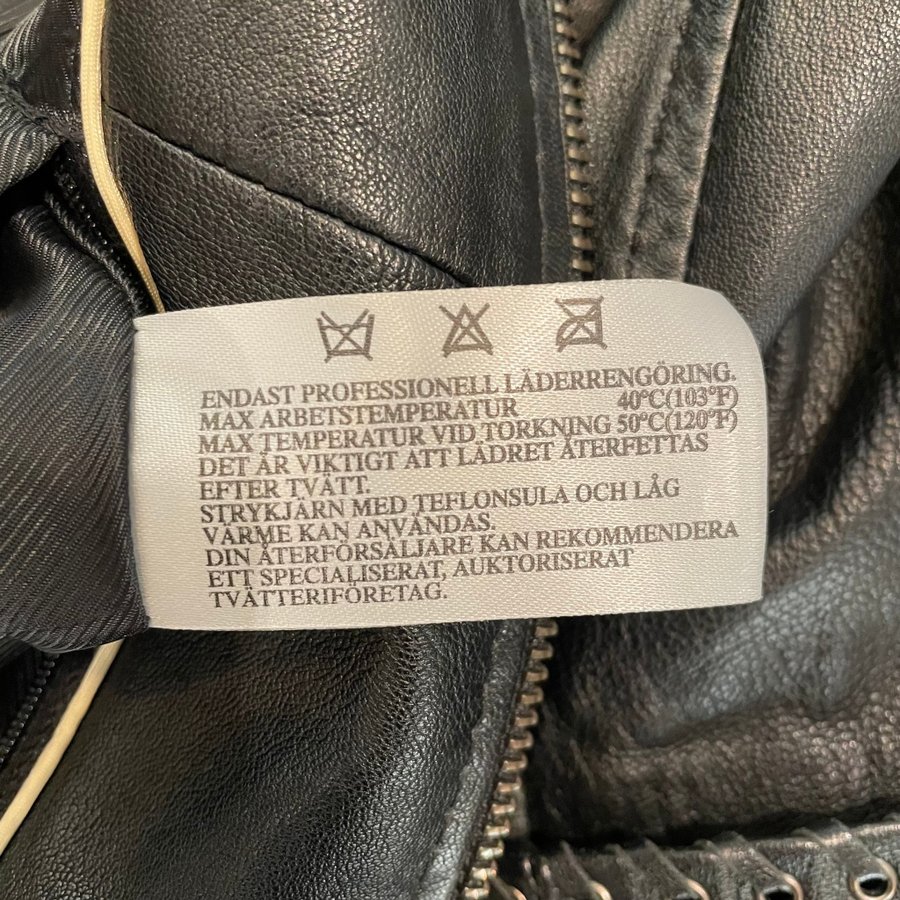 ENDAST PROFESSIONELL LÄDERRENGÖRING.
MAX ARBETSTEMPERATUR 40°C(103°F)
MAX TEMPERATUR VID TORKNING 50°C(120°F)
DET ÄR VIKTIGT ATT LÄDRET ÅTERFETTAS
EFTER TVÄTT.
STRYKJÄRN MED TEFLONSULA OCH LÅG
VÄRME KAN ANVÄNDAS.
DIN ÅTERFÖRSÄLJARE KAN REKOMMENDERA
ETT SPECIALISERAT, AUKTORISERAT
TVÄTTERIFÖRETAG.